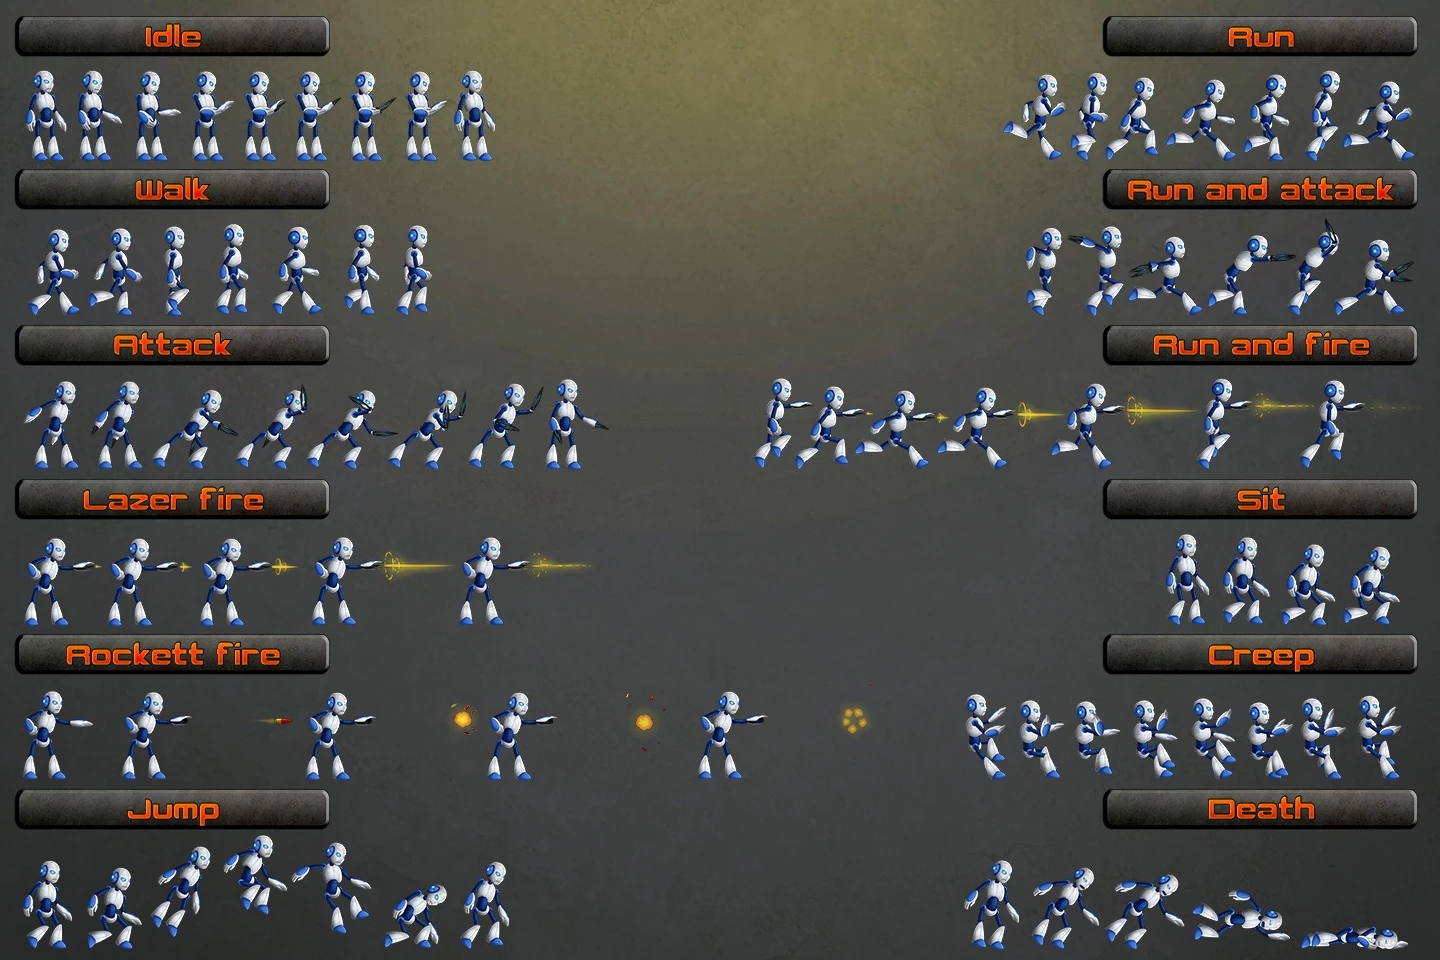 Idle
Run
Walk
Run and attack
Attack
Run and fire
Lazer fire
Sit
Rockett fire
Creep
Jump
Death